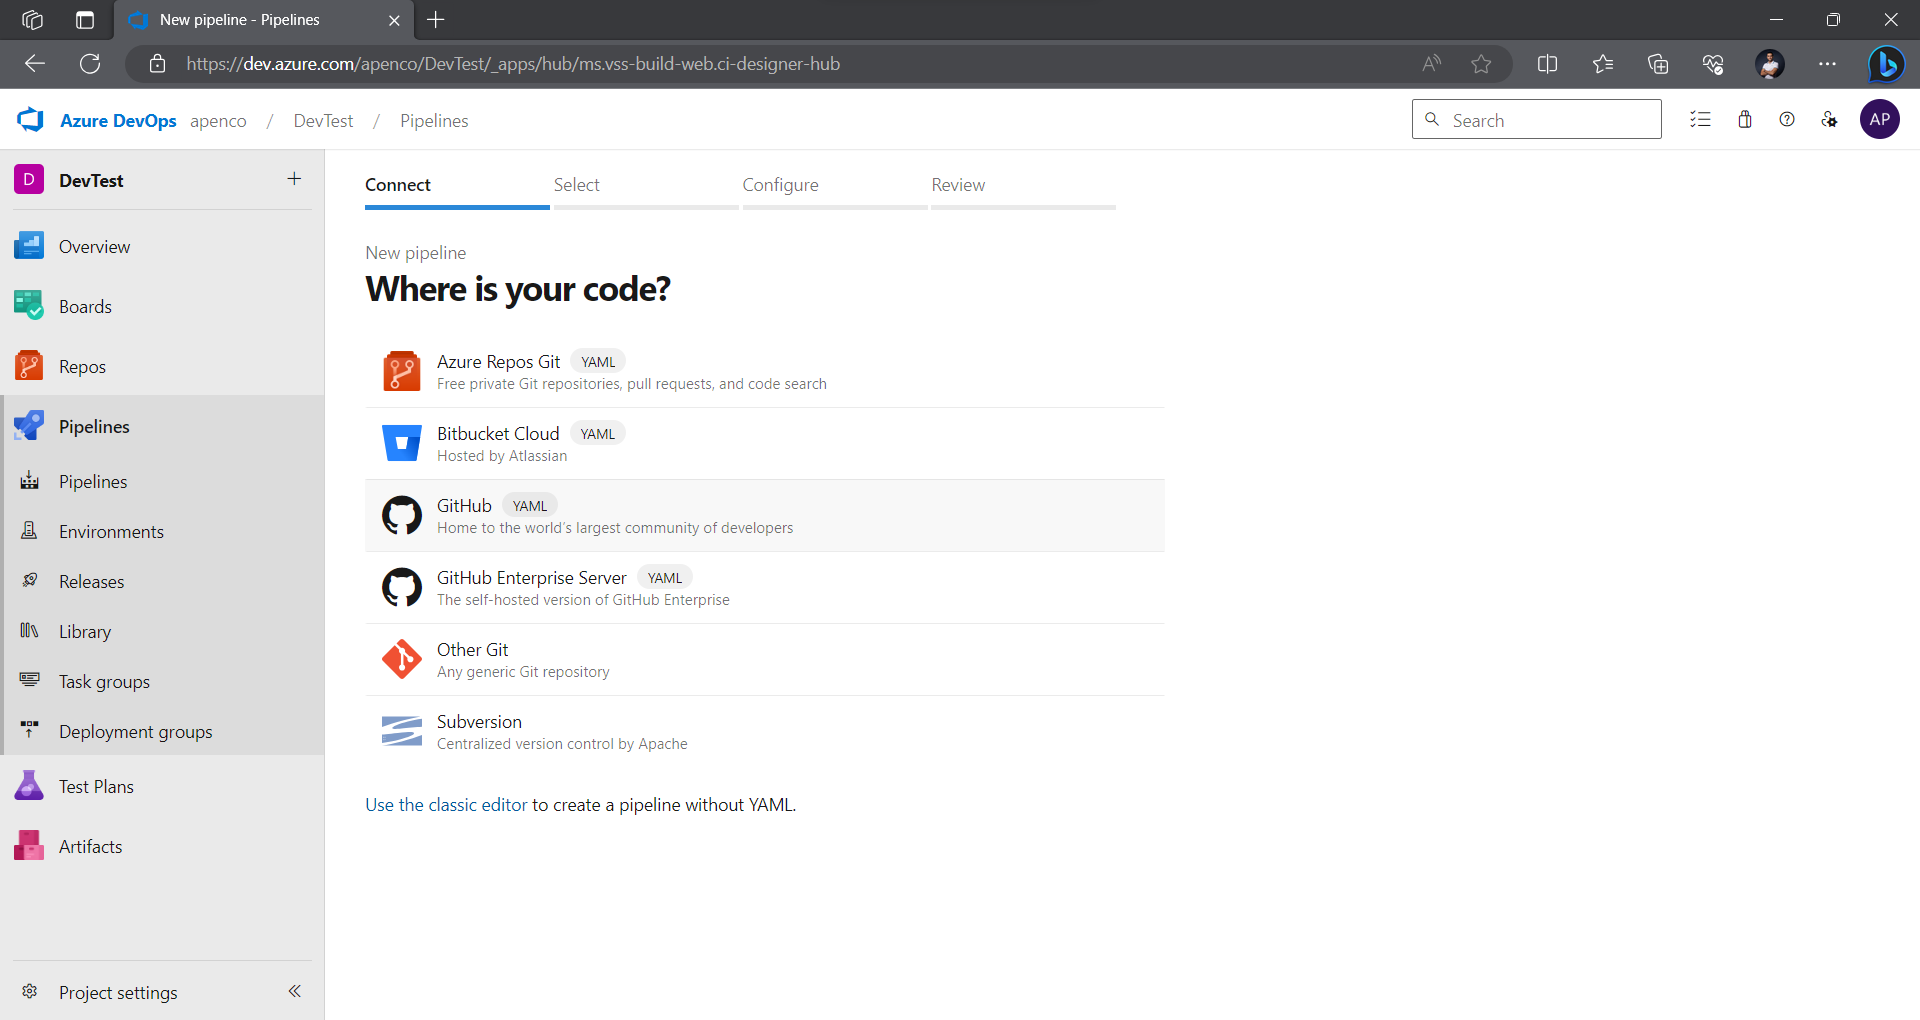 New pipeline - Pipelines
https://dev.azure.com/apenco/DevTest/_apps/hub/ms.vss-build-web.ci-designer-hub
Azure DevOps apenco / DevTest / Pipelines
Search
AP
D DevTest
Overview
Boards
Repos
Pipelines
Pipelines
Environments
Releases
Library
Task groups
Deployment groups
Test Plans
Artifacts
Project settings
Connect Select Configure Review
New pipeline
Where is your code?
Azure Repos Git YAML
Free private Git repositories, pull requests, and code search
Bitbucket Cloud YAML
Hosted by Atlassian
GitHub YAML
Home to the world's largest community of developers
GitHub Enterprise Server YAML
The self-hosted version of GitHub Enterprise
Other Git
Any generic Git repository
Subversion
Centralized version control by Apache
Use the classic editor to create a pipeline without YAML.